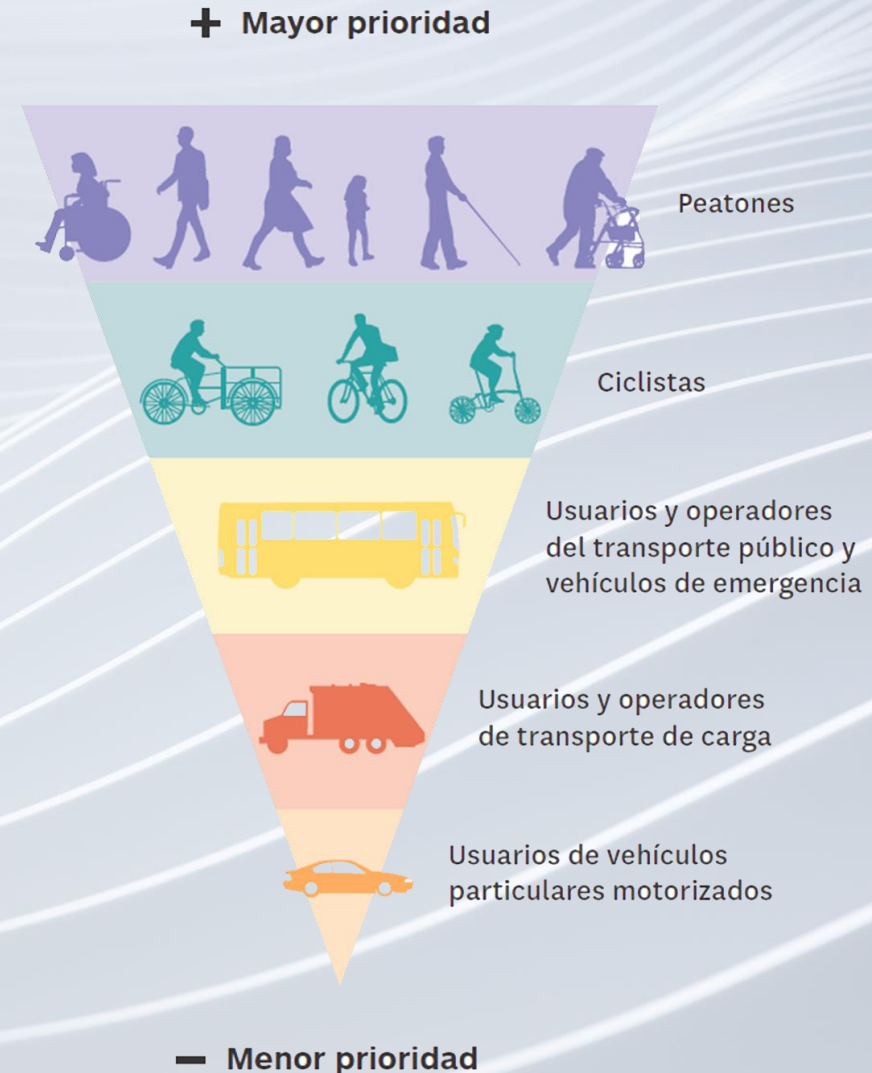 + Mayor prioridad
Peatones
Ciclistas
Usuarios y operadores
del transporte público y
vehículos de emergencia
Usuarios y operadores
de transporte de carga
Usuarios de vehículos
particulares motorizados
− Menor prioridad